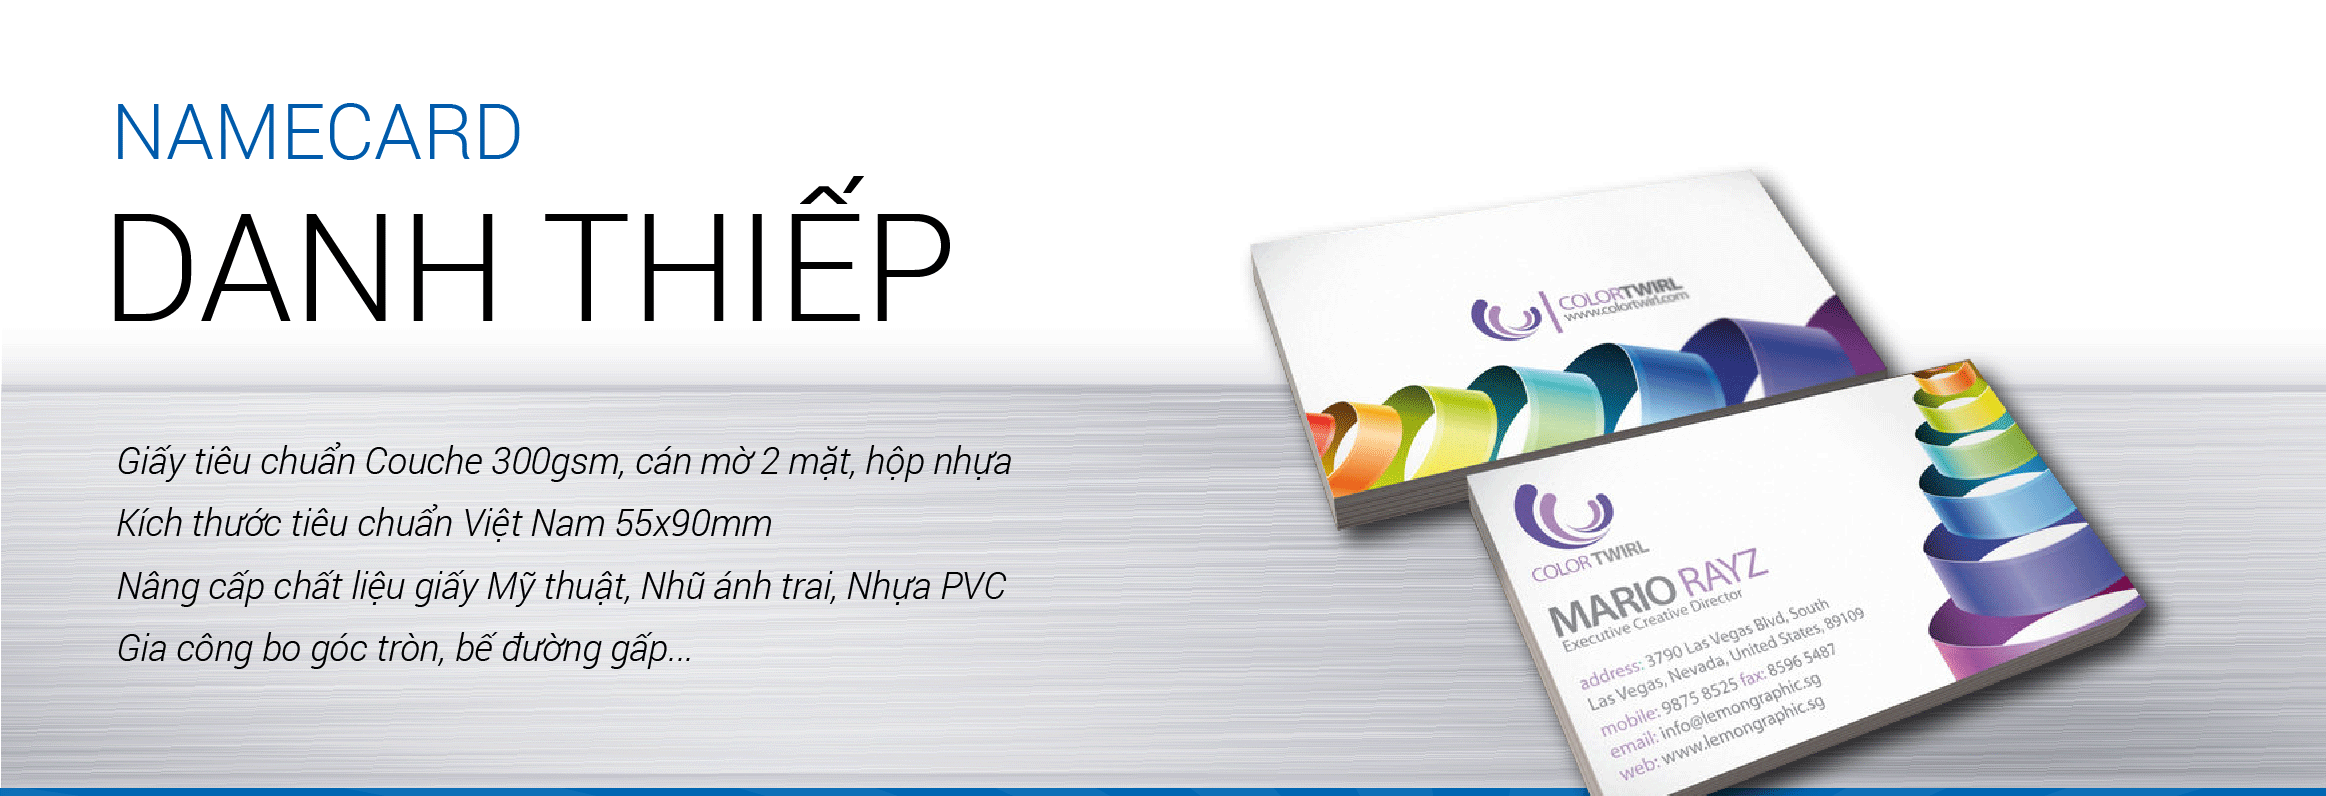 NAMECARD
DANH THIẾP
Giấy tiêu chuẩn Couche 300gsm, cán mờ 2 mặt, hộp nhựa
Kích thước tiêu chuẩn Việt Nam 55x90mm
Nâng cấp chất liệu giấy Mỹ thuật, Nhũ ánh trai, Nhựa PVC
Gia công bo góc tròn, bế đường gấp...
COLORTWIRL
www.colortwirl.com
COLOR TWIRL
MARIO RAYZ
Executive Creative Director
address: 3790 Las Vegas Blvd, South
Las Vegas, Nevada, United States, 89109
mobile: 9875 8525 fax: 8596 5487
email: info@lemongraphic.sg
web: www.lemongraphic.sg